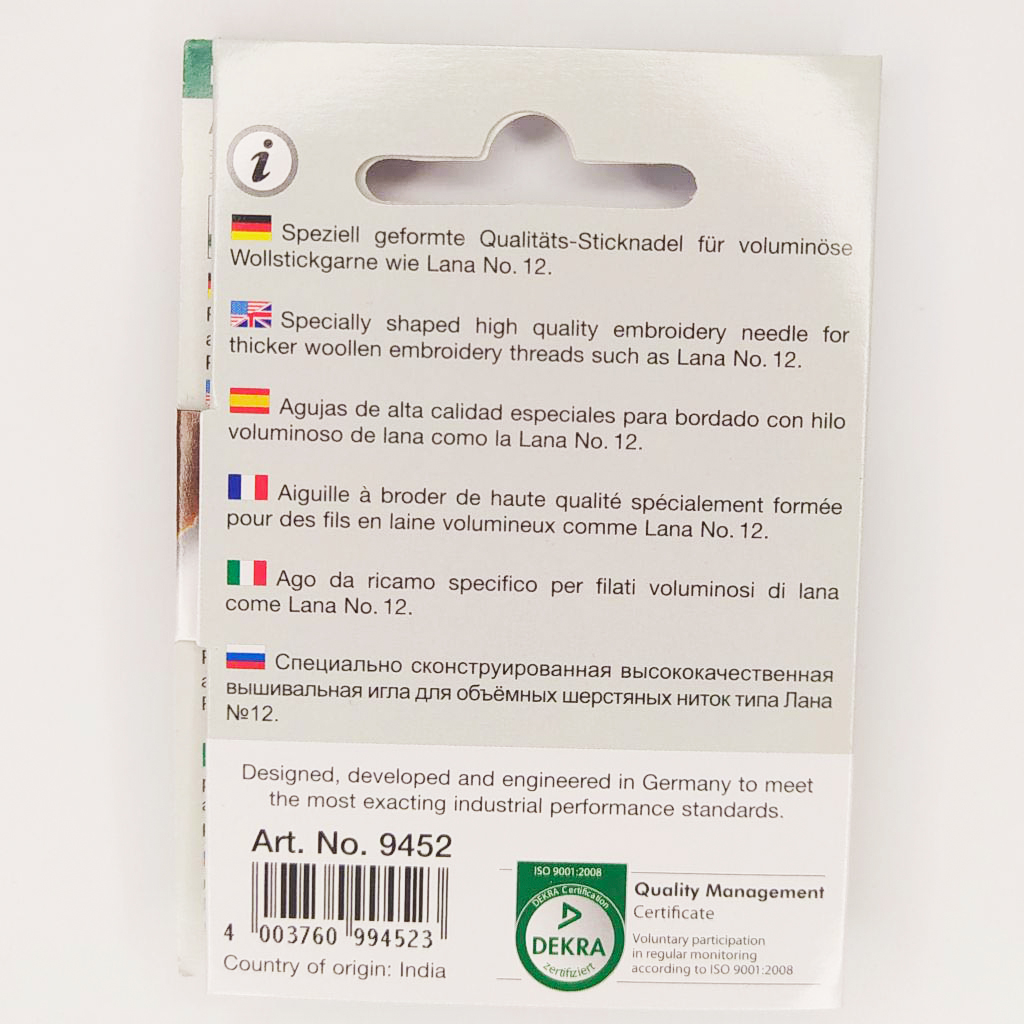 i
Speziell geformte Qualitäts-Sticknadel für voluminöse
Wollstickgarne wie Lana No. 12.
Specially shaped high quality embroidery needle for
thicker woollen embroidery threads such as Lana No. 12.
Agujas de alta calidad especiales para bordado con hilo
voluminoso de lana como la Lana No. 12.
Aiguille à broder de haute qualité spécialement formée
pour des fils en laine volumineux comme Lana No. 12.
Ago da ricamo specifico per filati voluminosi di lana
come Lana No. 12.
Специально сконструированная высококачественная
вышивальная игла для объёмных шерстяных ниток типа Лана
№12.
Designed, developed and engineered in Germany to meet
the most exacting industrial performance standards.
Art. No. 9452
4 003760 994523
Country of origin: India
ISO 9001:2008
DEKRA Certification
DEKRA
zertifiziert
Quality Management
Certificate
Voluntary participation
in regular monitoring
according to ISO 9001:2008